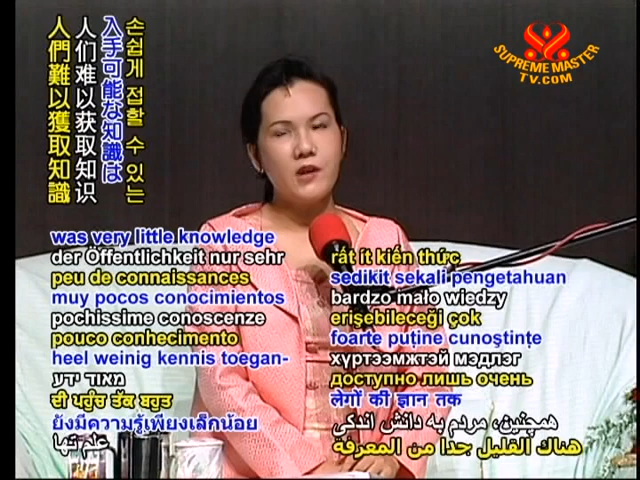 손쉽게 접할 수 있는
入手可能な知識は
人们难以获取知识
人們難以獲取知識
SUPREME MASTER
TV.COM
was very little knowledge
der Öffentlichkeit nur sehr
peu de connaissances
muy pocos conocimientos
pochissime conoscenze
pouco conhecimento
heel weinig kennis toegan-
מאוד ידע
ਦੀ ਪਹੁੰਚ ਤੱਕ ਬਹੁਤ
ยังมีความรู้เพียงเล็กน้อย
علم تنها
rất ít kiến thức
sedikit sekali pengetahuan
bardzo mało wiedzy
erişebileceği çok
foarte puține cunoștințe
хүртээмжтэй мэдлэг
доступно лишь очень
लेगों की ज्ञान तक
همچنین، مردم به دانش اندکی
هناك القليل جدا من المعرفة